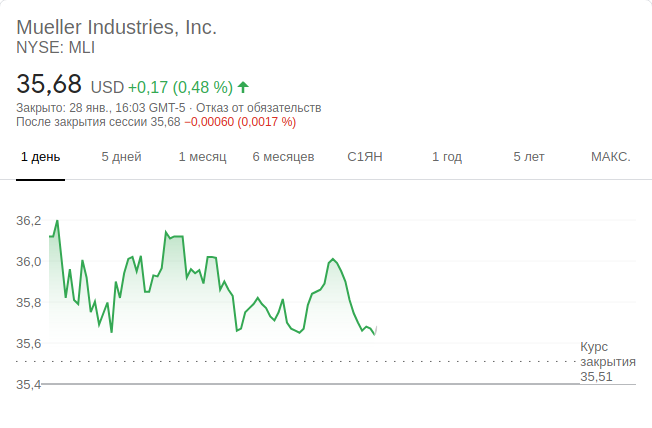 Mueller Industries, Inc.
NYSE: MLI
35,68 USD +0,17 (0,48 %)
Закрыто: 28 янв., 16:03 GMT-5 · Отказ от обязательств
После закрытия сессии 35,68 −0,00060 (0,0017 %)
1 день 5 дней 1 месяц 6 месяцев С1ЯН 1 год 5 лет МАКС.
36,2
36,0
35,8
35,6
Курс
закрытия
35,51
35,4